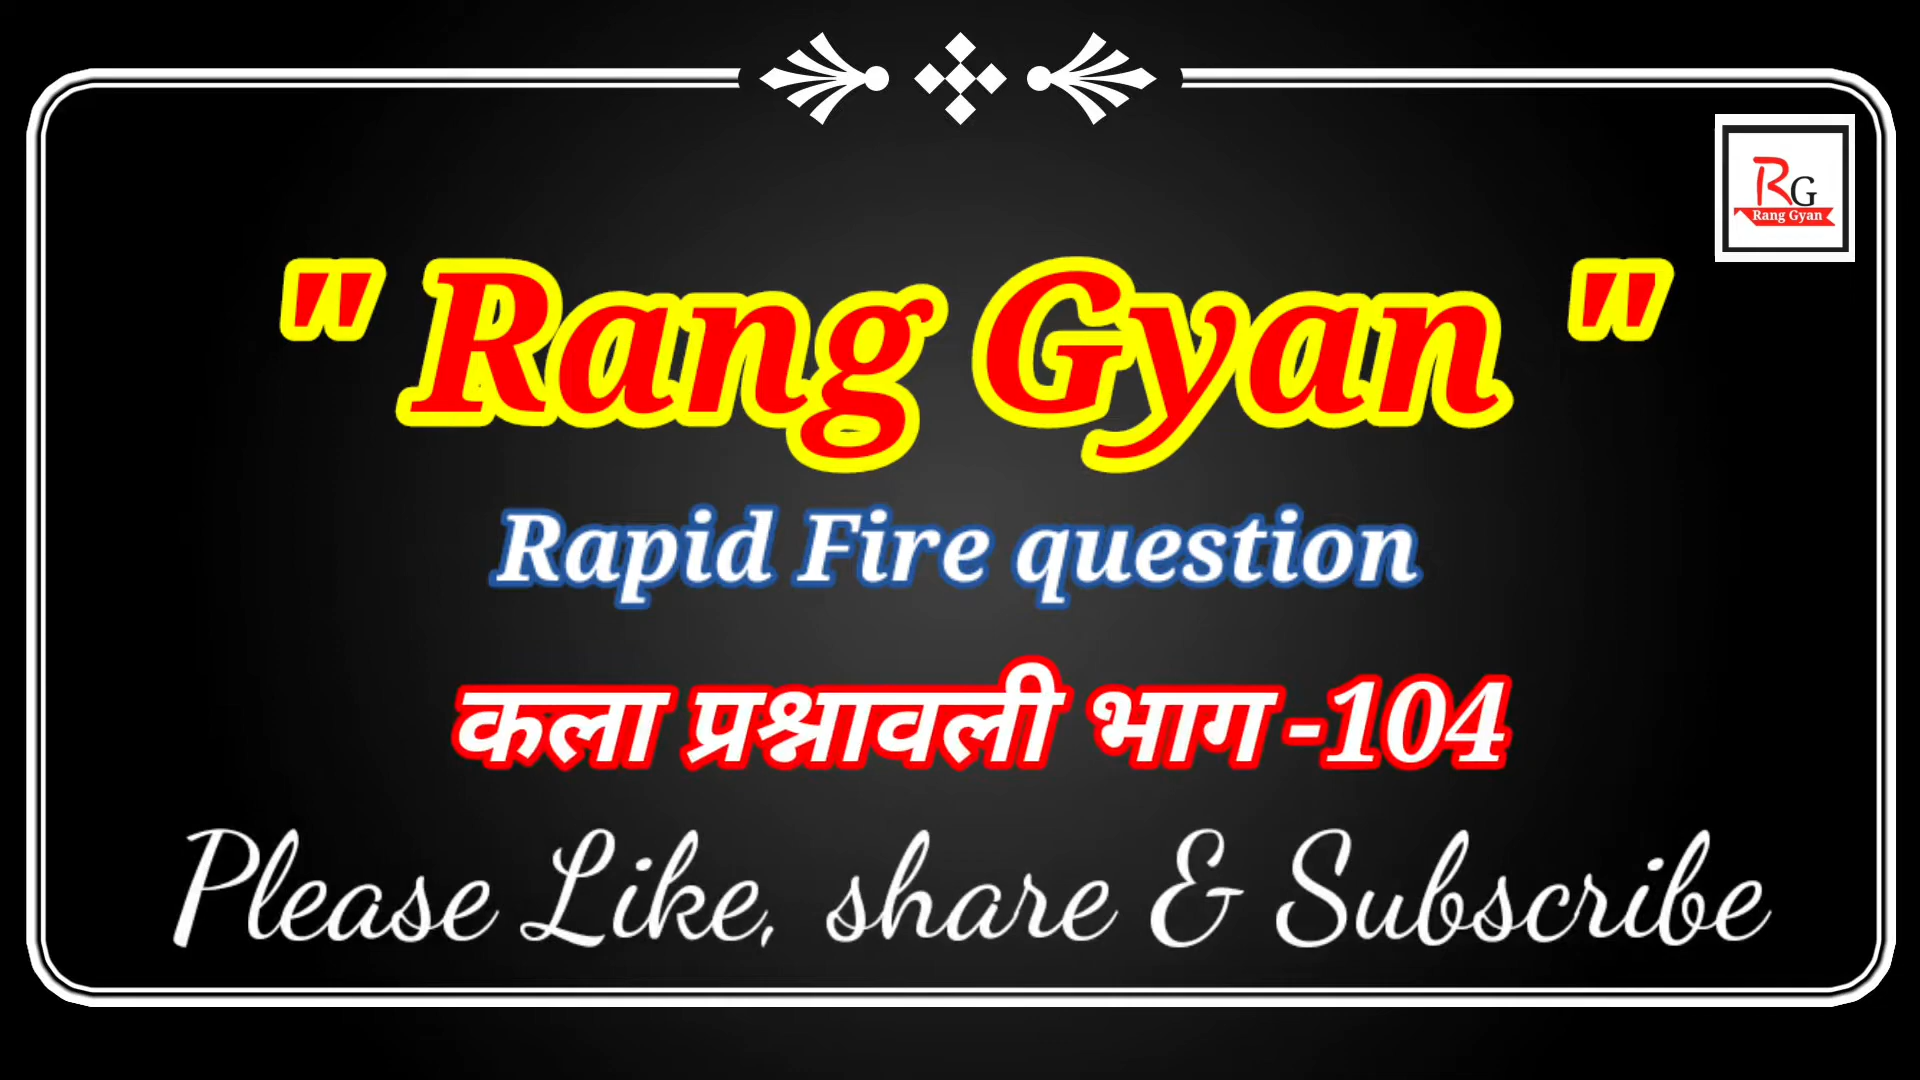 RG
Rang Gyan
" Rang Gyan "
Rapid Fire question
कला प्रश्नावली भाग -104
Please Like, share & Subscribe